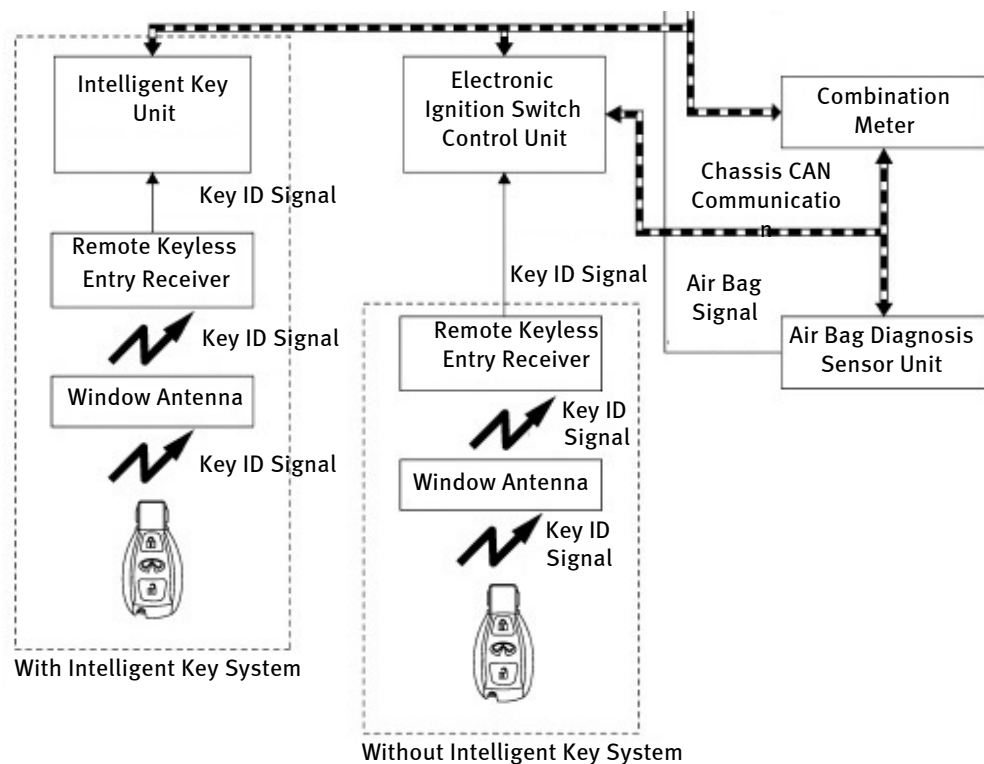 Intelligent Key
Unit
Electronic
Ignition Switch
Control Unit
Combination
Meter
Key ID Signal
Chassis CAN
Communicatio
n
Remote Keyless
Entry Receiver
Key ID Signal
Air Bag
Signal
Key ID Signal
Remote Keyless
Entry Receiver
Air Bag Diagnosis
Sensor Unit
Window Antenna
Key ID
Signal
Key ID Signal
Window Antenna
Key ID
Signal
With Intelligent Key System
Without Intelligent Key System